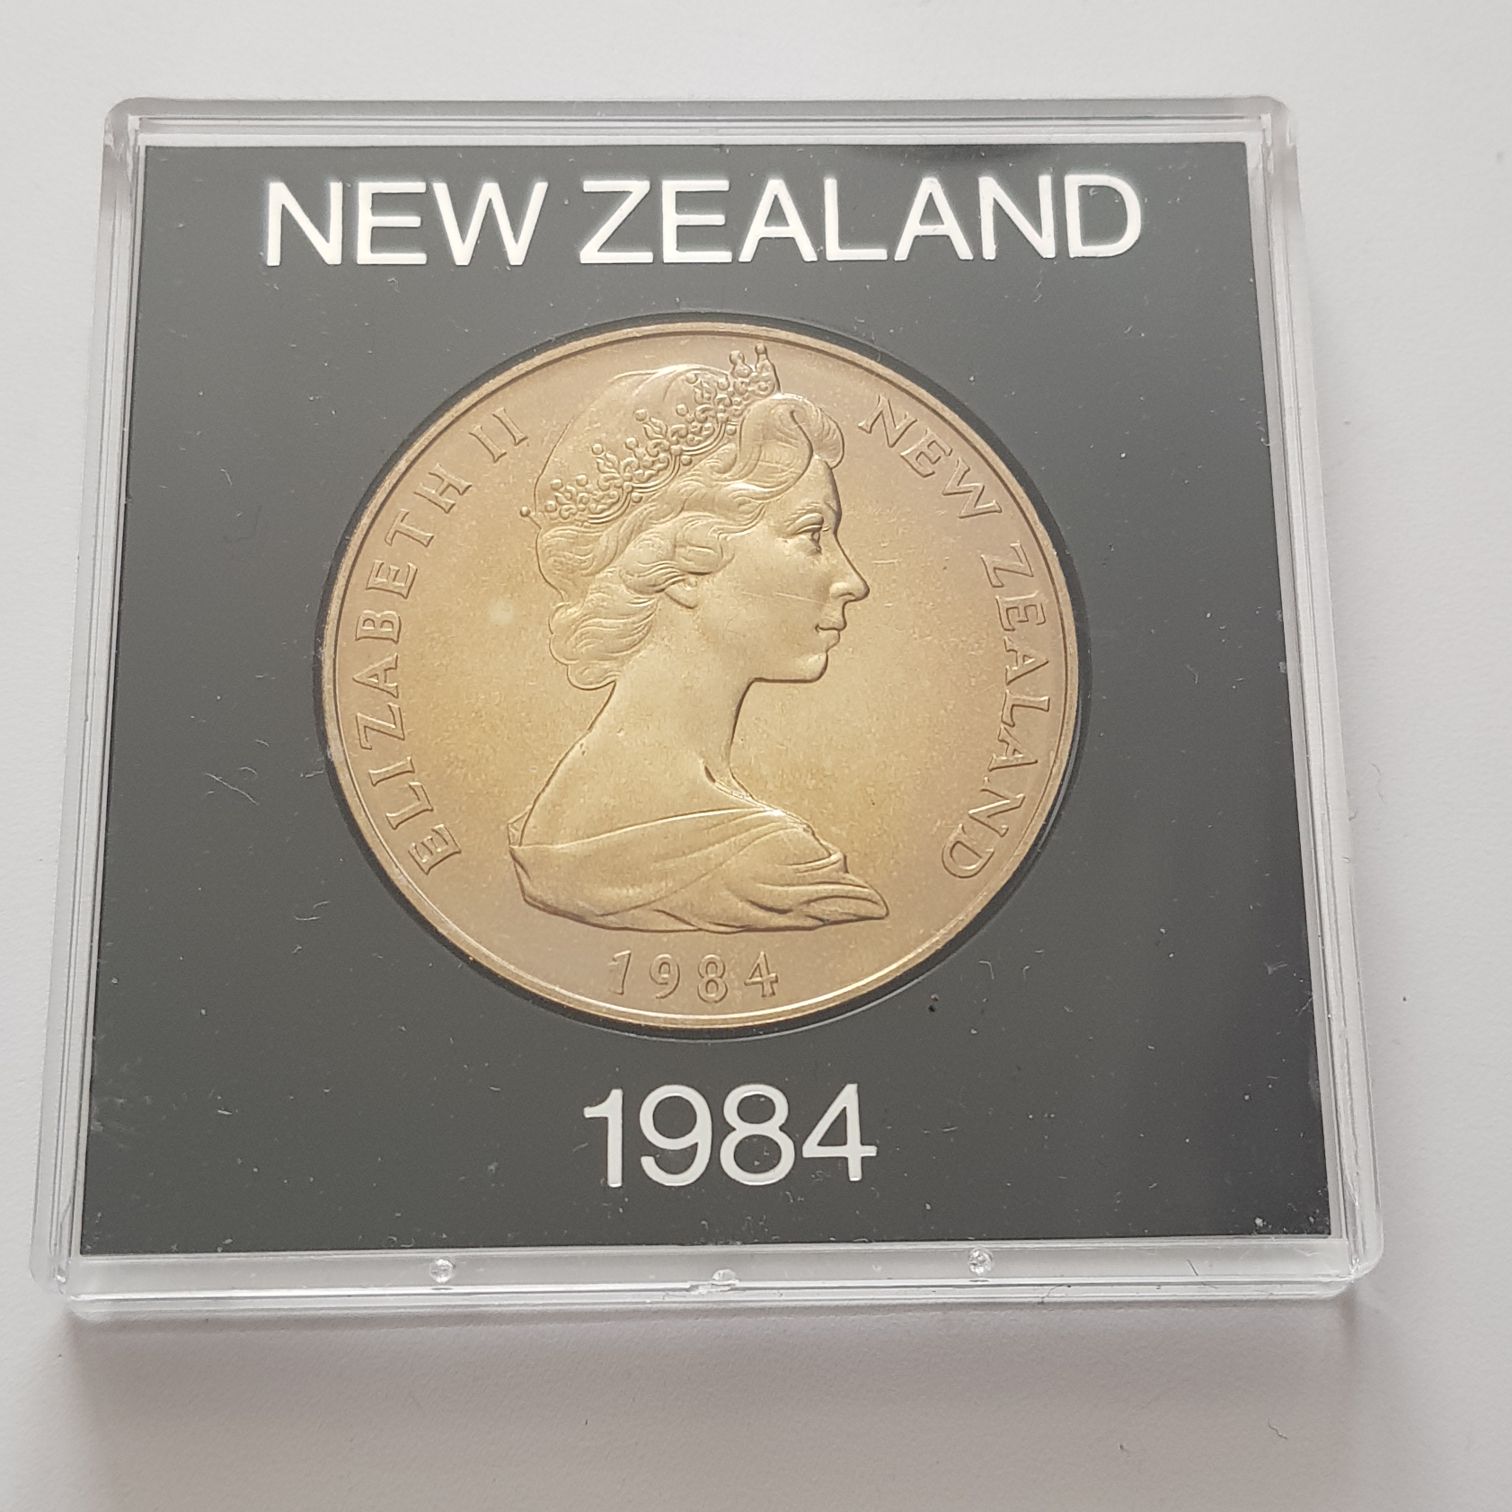 NEW ZEALAND
ELIZABETH II
NEW ZEALAND
1984
1984